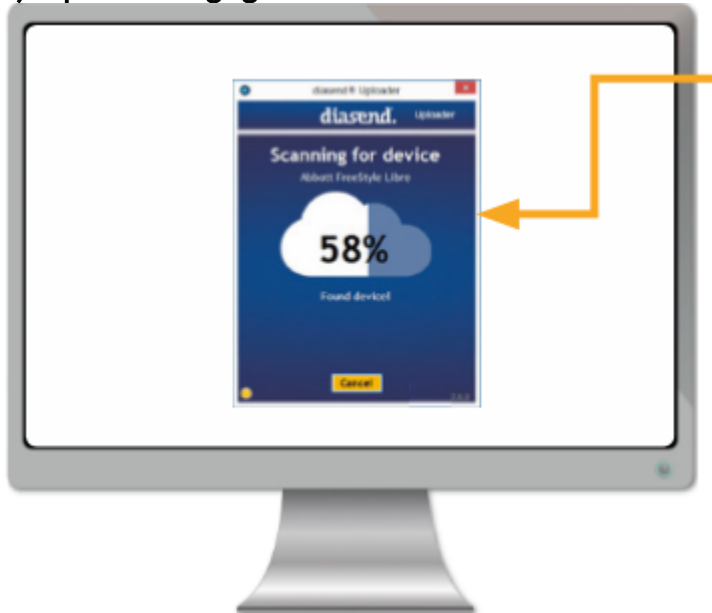 diasend® Uploader
diasend. Uploader
Scanning for device
Abbott FreeStyle Libre
58%
Found device!
Cancel